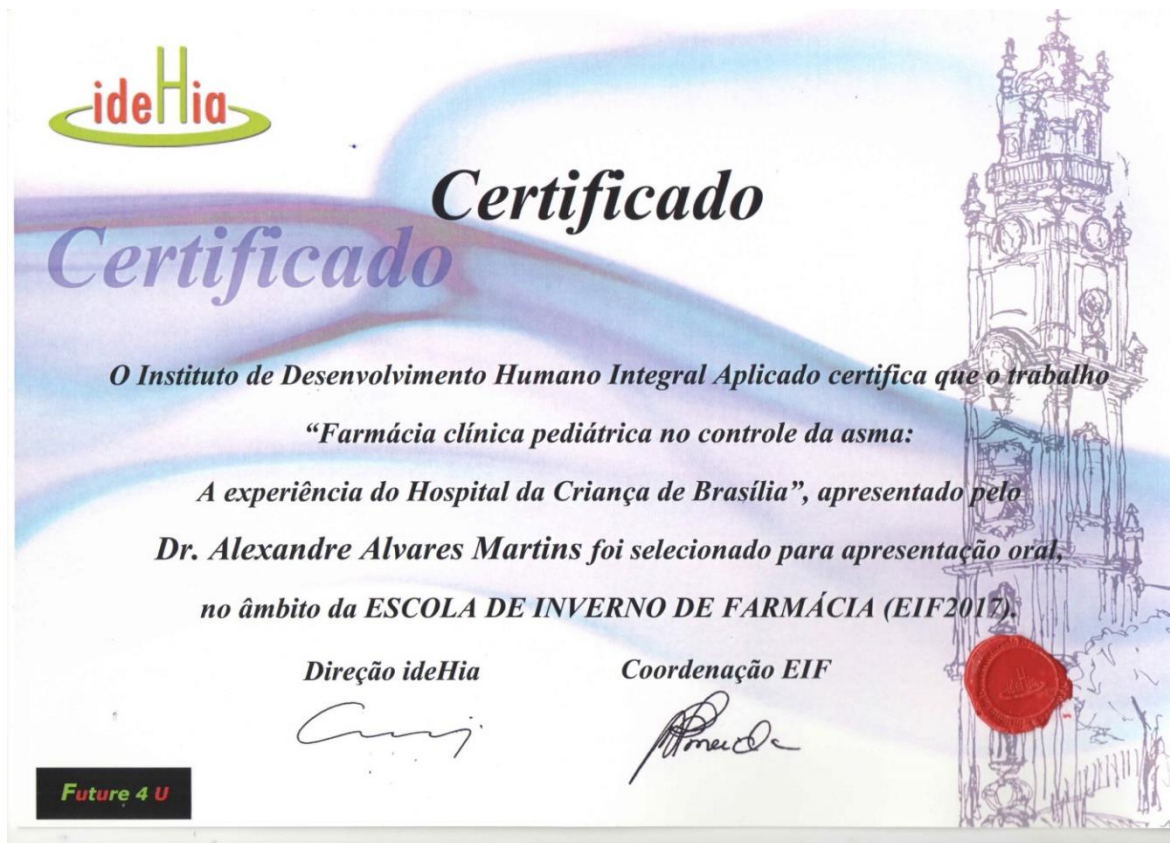 ideHia
Certificado
Certificado
O Instituto de Desenvolvimento Humano Integral Aplicado certifica que o trabalho
“Farmácia clínica pediátrica no controle da asma:
A experiência do Hospital da Criança de Brasília”, apresentado pelo
Dr. Alexandre Alvares Martins foi selecionado para apresentação oral,
no âmbito da ESCOLA DE INVERNO DE FARMÁCIA (EIF2017).
Direção ideHia Coordenação EIF
Future 4 U